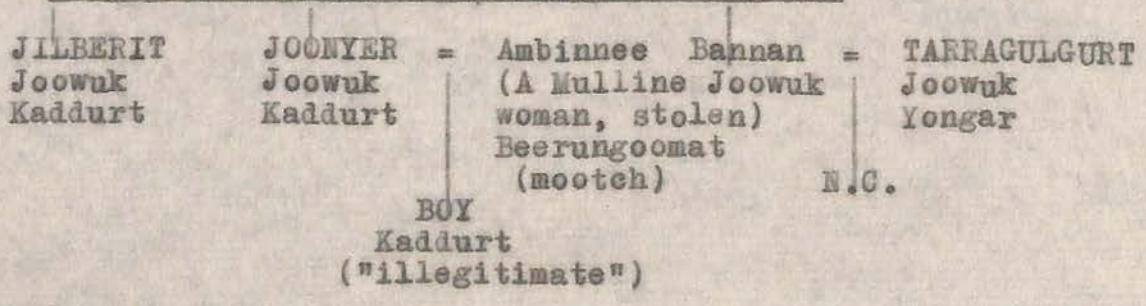 JILBERIT JOONYER = Ambinnee Bannan = TARRAGULGURT
Joowuk Joowuk (A Mulline Joowuk Joowuk
Kaddurt Kaddurt woman, stolen) Yongar
Beerungoomat
(mootch) N.C.
BOY
Kaddurt
("illegitimate")